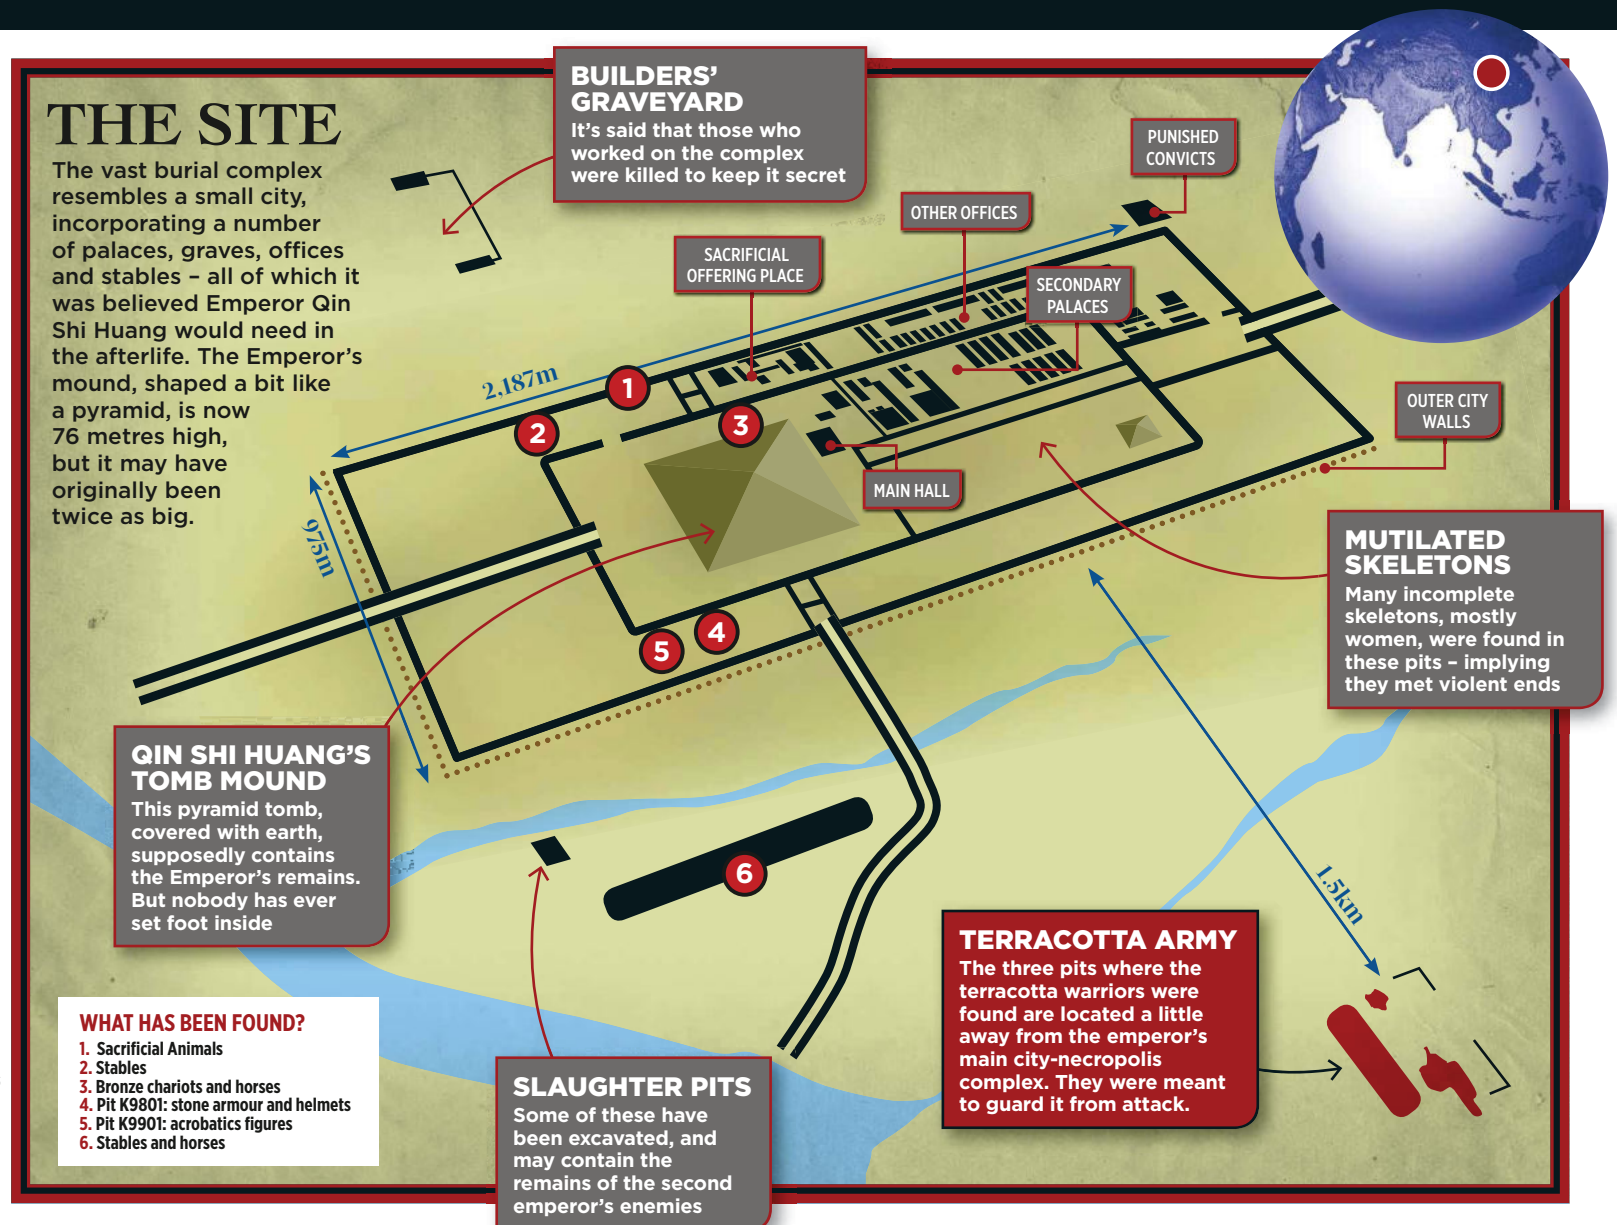 THE SITE
The vast burial complex
resembles a small city,
incorporating a number
of palaces, graves, offices
and stables – all of which it
was believed Emperor Qin
Shi Huang would need in
the afterlife. The Emperor's
mound, shaped a bit like
a pyramid, is now
76 metres high,
but it may have
originally been
twice as big.
BUILDERS'
GRAVEYARD
It's said that those who
worked on the complex
were killed to keep it secret
PUNISHED
CONVICTS
OTHER OFFICES
SACRIFICIAL
OFFERING PLACE
SECONDARY
PALACES
2,187m
1
2
3
OUTER CITY
WALLS
MAIN HALL
975m
MUTILATED
SKELETONS
Many incomplete
skeletons, mostly
women, were found in
these pits – implying
they met violent ends
4
5
QIN SHI HUANG'S
TOMB MOUND
This pyramid tomb,
covered with earth,
supposedly contains
the Emperor's remains.
But nobody has ever
set foot inside
6
1.5km
TERRACOTTA ARMY
The three pits where the
terracotta warriors were
found are located a little
away from the emperor's
main city-necropolis
complex. They were meant
to guard it from attack.
WHAT HAS BEEN FOUND?
1. Sacrificial Animals
2. Stables
3. Bronze chariots and horses
4. Pit K9801: stone armour and helmets
5. Pit K9901: acrobatics figures
6. Stables and horses
SLAUGHTER PITS
Some of these have
been excavated, and
may contain the
remains of the second
emperor's enemies